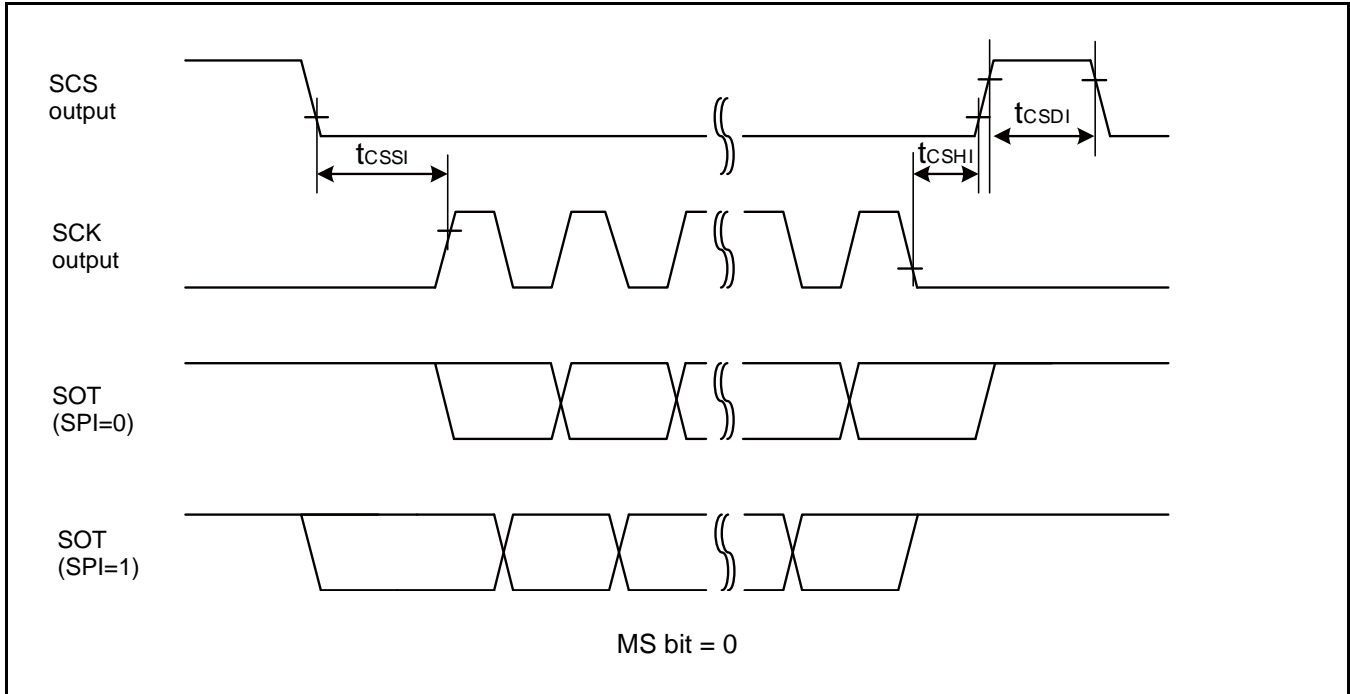 SCS
output
tCSSI
tCSHI
tCSDI
SCK
output
SOT
(SPI=0)
SOT
(SPI=1)
MS bit = 0